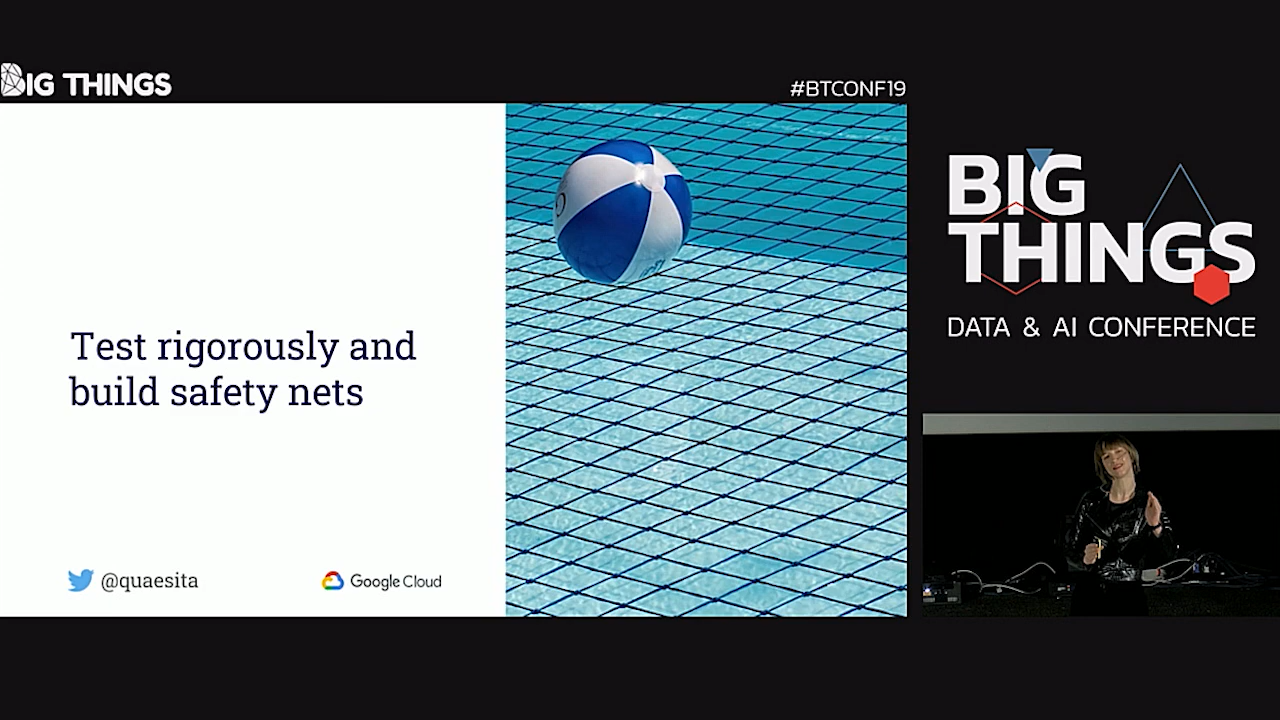 BIG THINGS
#BTCONF19
BIG
THINGS
DATA & AI CONFERENCE
Test rigorously and
build safety nets
@quaesita
Google Cloud